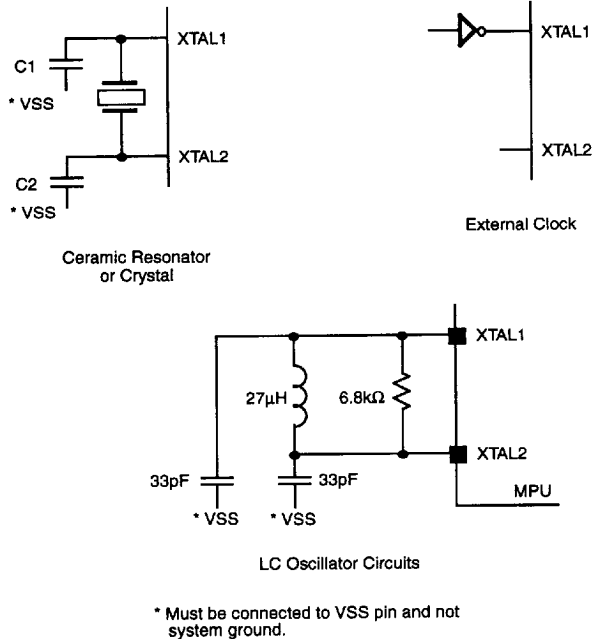 XTAL1
C1
* VSS
XTAL2
C2
* VSS
Ceramic Resonator
or Crystal
XTAL1
XTAL2
External Clock
XTAL1
27µH
6.8kΩ
XTAL2
33pF
33pF
MPU
* VSS
* VSS
LC Oscillator Circuits
* Must be connected to VSS pin and not
system ground.